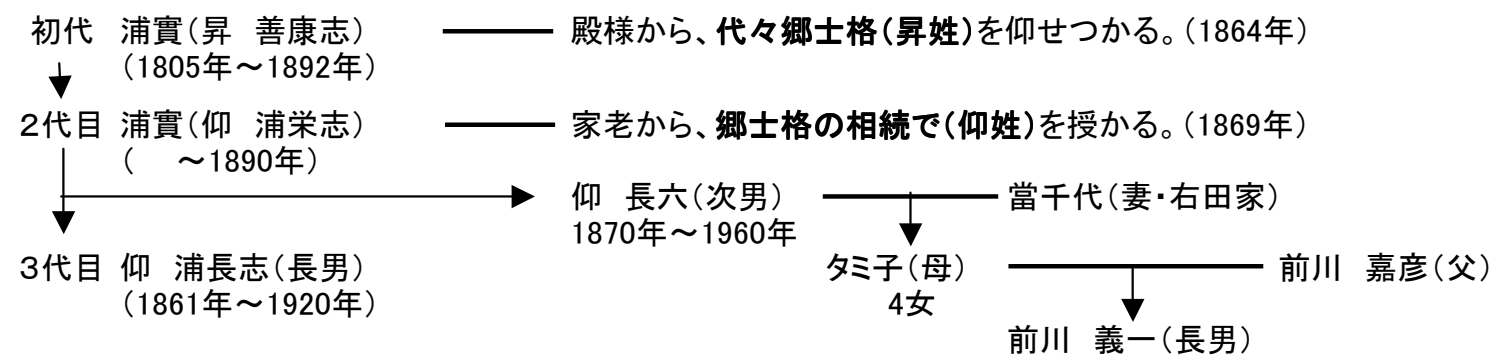 初代 浦實(昇 善康志) 殿様から、代々郷士格(昇姓)を仰せつかる。(1864年)
(1805年～1892年)
2代目 浦實(仰 浦栄志) 家老から、郷士格の相続で(仰姓)を授かる。(1869年)
( ～1890年)
仰 長六(次男) 當千代(妻・右田家)
1870年～1960年
3代目 仰 浦長志(長男) タミ子(母) 前川 嘉彦(父)
(1861年～1920年) 4女
前川 義一(長男)